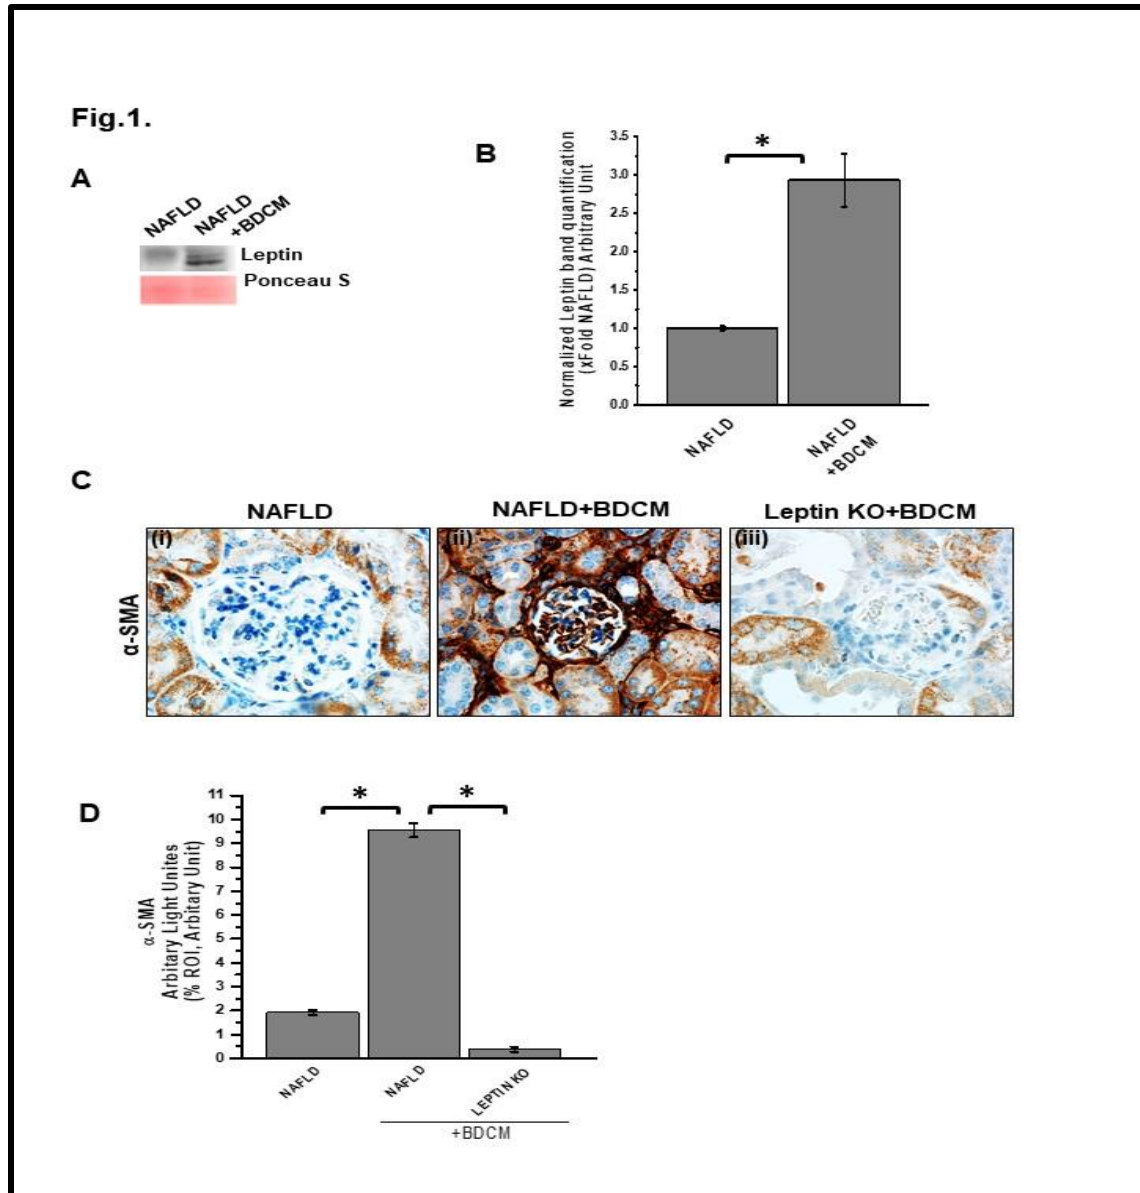 Fig.1.
A
NAFLD
NAFLD
+BDCM
Leptin
Ponceau S
B
*
Normalized Leptin band quantification
(xFold NAFLD) Arbitrary Unit
3.5
3.0
2.5
2.0
1.5
1.0
0.5
0.0
NAFLD
NAFLD
+BDCM
C
NAFLD
NAFLD+BDCM
Leptin KO+BDCM
α-SMA
(i)
(ii)
(iii)
D
* *
α-SMA
Arbitary Light Unites
(% ROI, Arbitary Unit)
11
10
9
8
7
6
5
4
3
2
1
0
NAFLD
NAFLD
LEPTIN KO
+BDCM